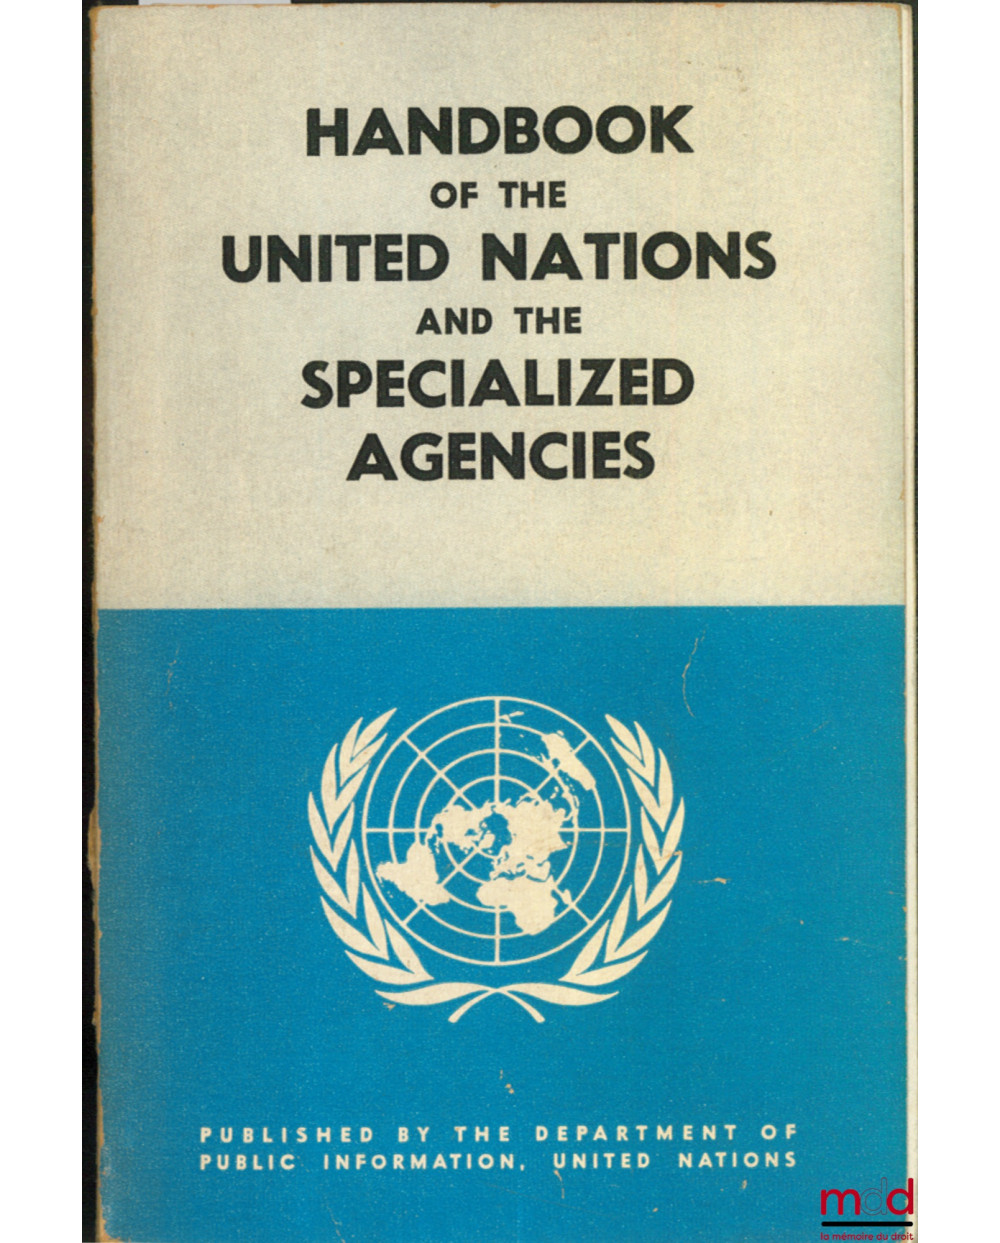 HANDBOOK
OF THE
UNITED NATIONS
AND THE
SPECIALIZED
AGENCIES
PUBLISHED BY THE DEPARTMENT OF
PUBLIC INFORMATION, UNITED NATIONS
mdd
la mémoire du droit